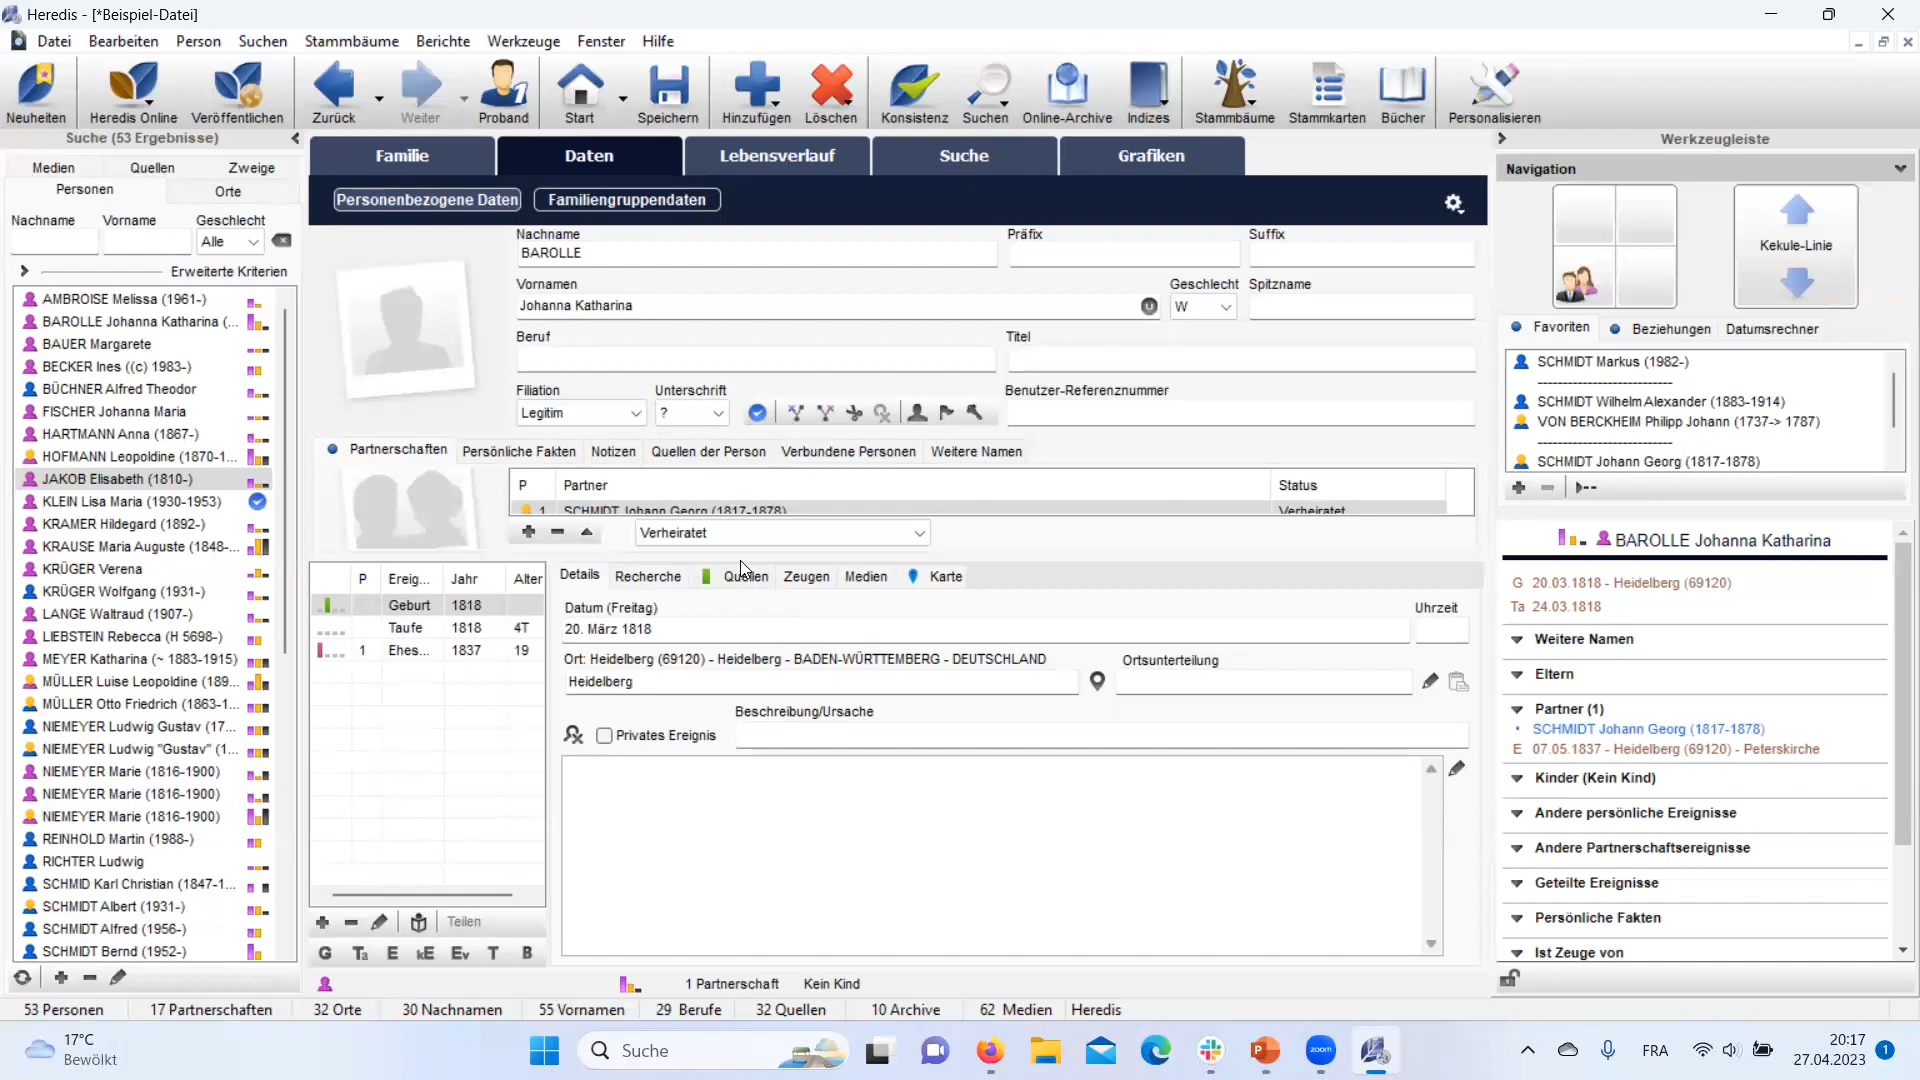 Heredis - [*Beispiel-Datei]
Datei Bearbeiten Person Suchen Stammbäume Berichte Werkzeuge Fenster Hilfe
Neuheiten Heredis Online Veröffentlichen Zurück Weiter Proband Start Speichern Hinzufügen Löschen Konsistenz Suchen Online-Archive Indizes Stammbäume Stammkarten Bücher Personalisieren
Suche (53 Ergebnisse)
Medien Quellen Zweige
Personen Orte
Nachname Vorname Geschlecht
Alle
Erweiterte Kriterien
AMBROISE Melissa (1961-)
BAROLLE Johanna Katharina (...
BAUER Margarete
BECKER Ines ((c) 1983-)
BÜCHNER Alfred Theodor
FISCHER Johanna Maria
HARTMANN Anna (1867-)
HOFMANN Leopoldine (1870-1...
JAKOB Elisabeth (1810-)
KLEIN Lisa Maria (1930-1953)
KRAMER Hildegard (1892-)
KRAUSE Maria Auguste (1848-...
KRÜGER Verena
KRÜGER Wolfgang (1931-)
LANGE Waltraud (1907-)
LIEBSTEIN Rebecca (H 5698-)
MEYER Katharina (~ 1883-1915)
MÜLLER Luise Leopoldine (189...
MÜLLER Otto Friedrich (1863-1...
NIEMEYER Ludwig Gustav (17...
NIEMEYER Ludwig "Gustav" (1...
NIEMEYER Marie (1816-1900)
NIEMEYER Marie (1816-1900)
NIEMEYER Marie (1816-1900)
REINHOLD Martin (1988-)
RICHTER Ludwig
SCHMID Karl Christian (1847-1...
SCHMIDT Albert (1931-)
SCHMIDT Alfred (1956-)
SCHMIDT Bernd (1952-)
Familie Daten Lebensverlauf Suche Grafiken
Personenbezogene Daten Familiengruppendaten
Nachname Präfix Suffix
BAROLLE
Vornamen Geschlecht Spitzname
Johanna Katharina W
Beruf Titel
Filiation Unterschrift Benutzer-Referenznummer
Legitim ?
Partnerschaften Persönliche Fakten Notizen Quellen der Person Verbundene Personen Weitere Namen
P Partner Status
1 SCHMIDT Johann Georg (1817-1878) Verheiratet
Verheiratet
P Ereig... Jahr Alter
Geburt 1818
Taufe 1818 4T
1 Ehes... 1837 19
Teilen
G Ta E kE Ev T B
Details Recherche Quellen Zeugen Medien Karte
Datum (Freitag) Uhrzeit
20. März 1818
Ort: Heidelberg (69120) - Heidelberg - BADEN-WÜRTTEMBERG - DEUTSCHLAND Ortsunterteilung
Heidelberg
Beschreibung/Ursache
Privates Ereignis
1 Partnerschaft Kein Kind
Werkzeugleiste
Navigation
Kekule-Linie
Favoriten Beziehungen Datumsrechner
SCHMIDT Markus (1982-)
---------------------------
SCHMIDT Wilhelm Alexander (1883-1914)
VON BERCKHEIM Philipp Johann (1737-> 1787)
---------------------------
SCHMIDT Johann Georg (1817-1878)
BAROLLE Johanna Katharina
G 20.03.1818 - Heidelberg (69120)
Ta 24.03.1818
Weitere Namen
Eltern
Partner (1)
SCHMIDT Johann Georg (1817-1878)
E 07.05.1837 - Heidelberg (69120) - Peterskirche
Kinder (Kein Kind)
Andere persönliche Ereignisse
Andere Partnerschaftsereignisse
Geteilte Ereignisse
Persönliche Fakten
Ist Zeuge von
53 Personen 17 Partnerschaften 32 Orte 30 Nachnamen 55 Vornamen 29 Berufe 32 Quellen 10 Archive 62 Medien Heredis
17°C
Bewölkt
Suche
zoom
FRA
20:17
27.04.2023
1